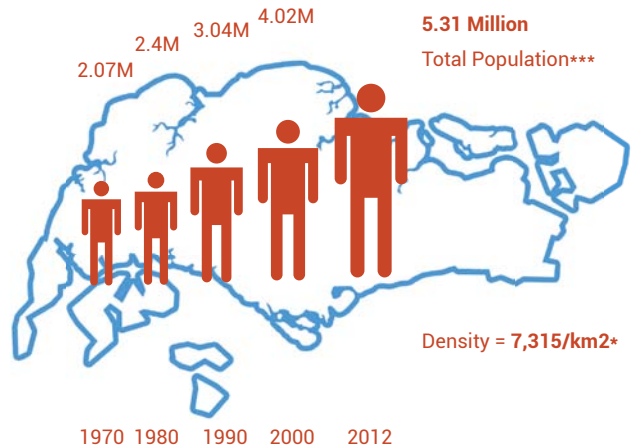 2.07M
2.4M
3.04M
4.02M
5.31 Million
Total Population***
Density = 7,315/km2*
1970 1980 1990 2000 2012